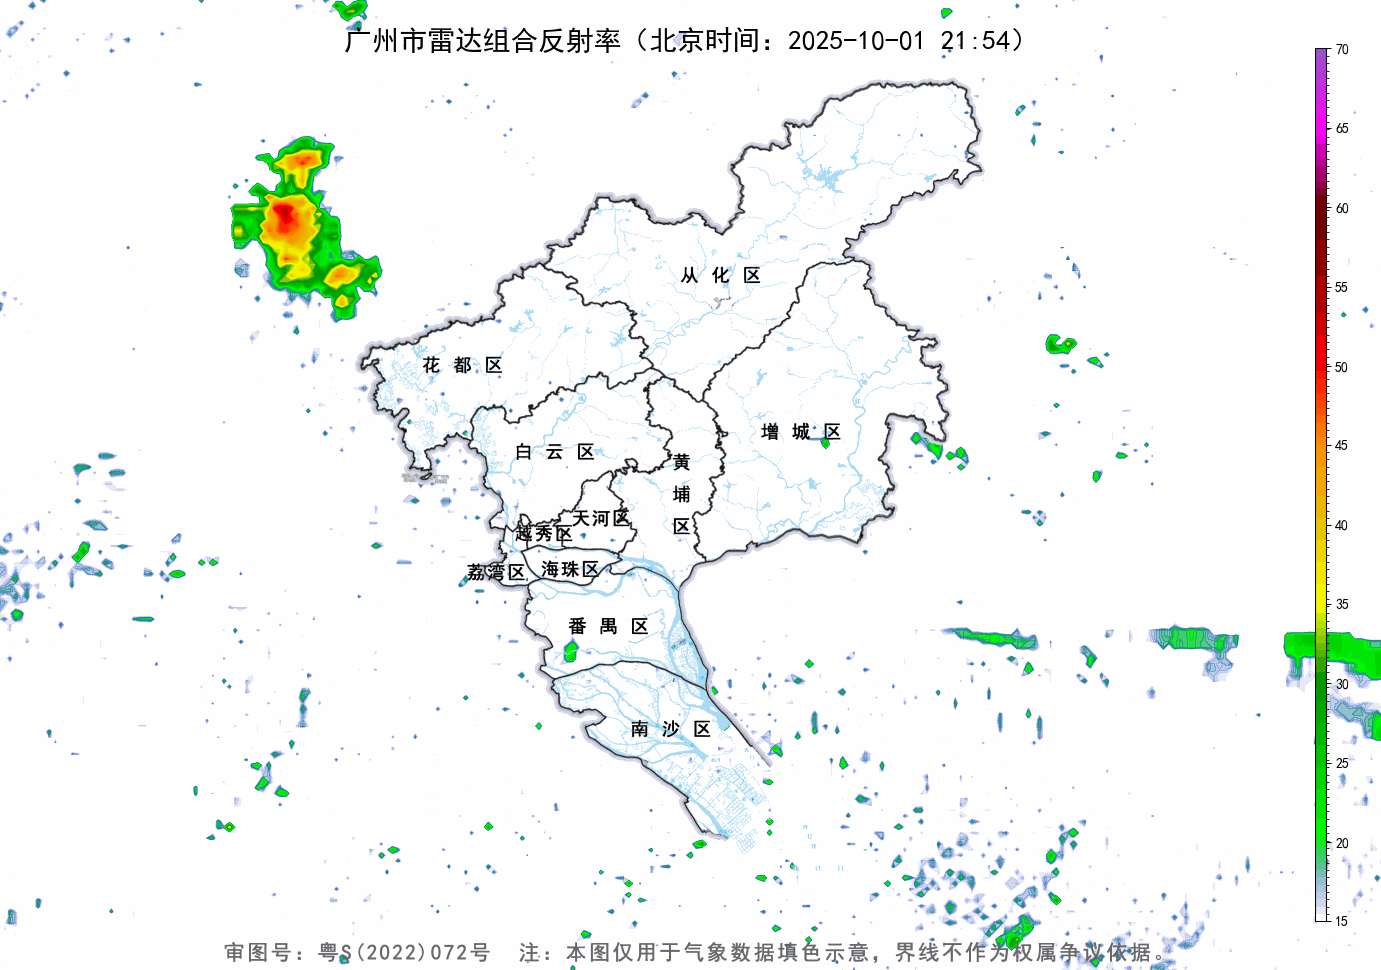 广州市雷达组合反射率（北京时间：2025-10-01 21:54）
70
65
60
55
50
45
40
35
30
25
20
15
从化区
花都区
增城区
白云区
黄埔区
天河区
越秀区
荔湾区
海珠区
番禺区
南沙区
审图号：粤S(2022)072号 注：本图仅用于气象数据填色示意，界线不作为权属争议依据。